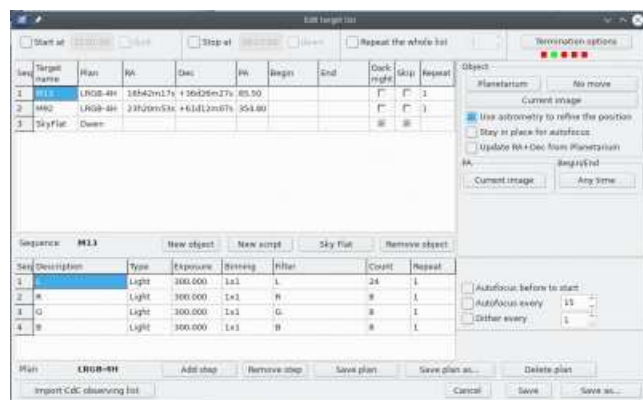 Edit target list
Start at
Stop at
Repeat the whole list
Termination options
Seq Target name Plan RA Dec PA Begin End Dark night Skip Repeat
1 M13 LRGB-4H 16h42m17s +36d26m27s 85.50 1
2 M92 LRGB-4H 1
3 SkyFlat Dawn
Object
Planetarium No move
Current image
Use astrometry to refine the position
Stay in place for autofocus
Update RA+Dec from Planetarium
PA Begin/End
Current image Any time
Sequence M13 New object New script Sky Flat Remove object
Seq Description Type Exposure Binning Filter Count Repeat
1 L Light 300.000 1x1 L 24 1
2 R Light 300.000 1x1 R 8 1
3 G Light 300.000 1x1 G 8 1
4 B Light 300.000 1x1 B 8 1
Autofocus before to start
Autofocus every 15
Dither every 1
Plan LRGB-4H Add step Remove step Save plan Save plan as... Delete plan
Import CdC observing list Cancel Save Save as...